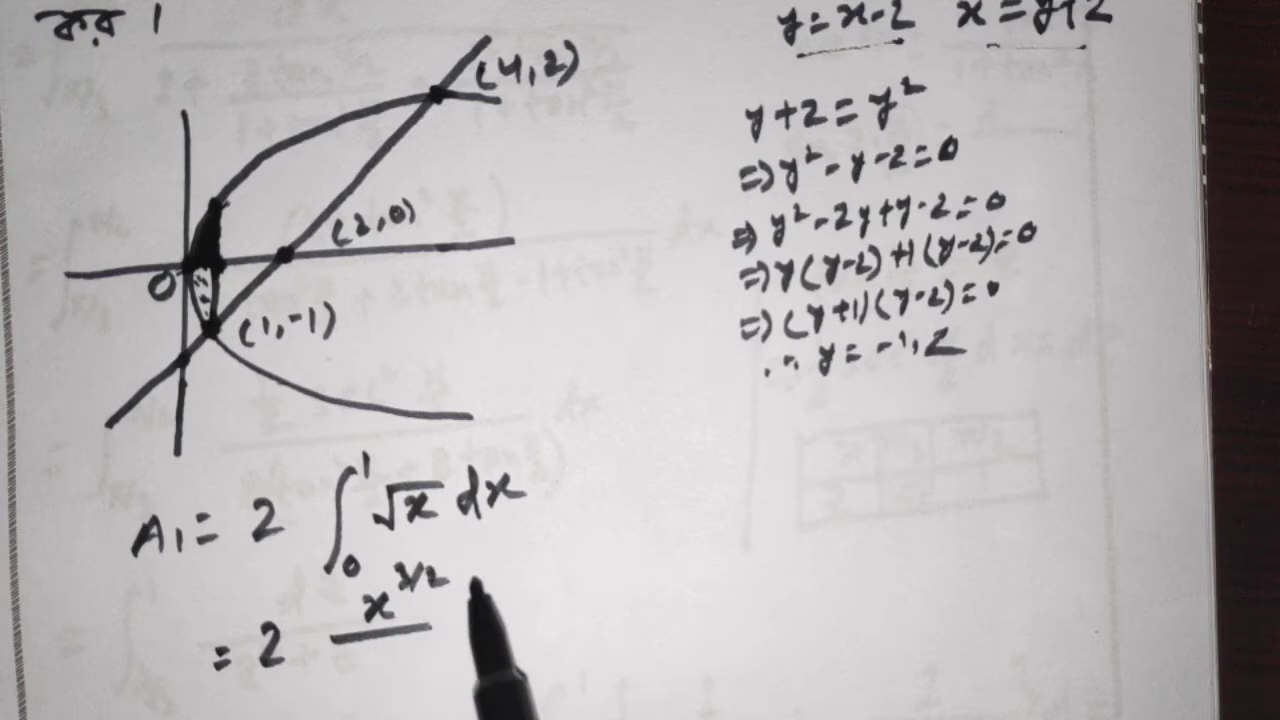 কর ।
y = x-2 x = y+2
(4,2)
y+2 = y²
⇒ y² - y - 2 = 0
⇒ y² - 2y + y - 2 = 0
(2,0)
⇒ y(y-2) + 1(y-2) = 0
O
⇒ (y+1)(y-2) = 0
(1,-1)
∴ y = -1, 2
A₁ = 2 ∫₀¹ √x dx
= 2 x^3/2